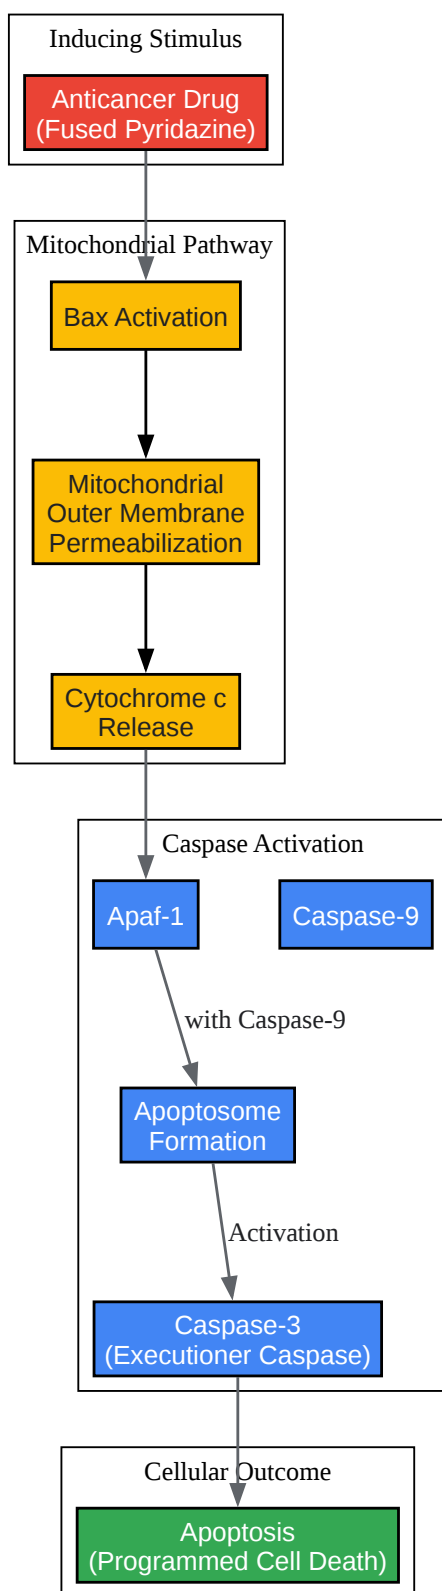 Inducing Stimulus
Anticancer Drug
(Fused Pyridazine)
Mitochondrial Pathway
Bax Activation
Mitochondrial
Outer Membrane
Permeabilization
Cytochrome c
Release
Caspase Activation
Apaf-1
Caspase-9
with Caspase-9
Apoptosome
Formation
Activation
Caspase-3
(Executioner Caspase)
Cellular Outcome
Apoptosis
(Programmed Cell Death)